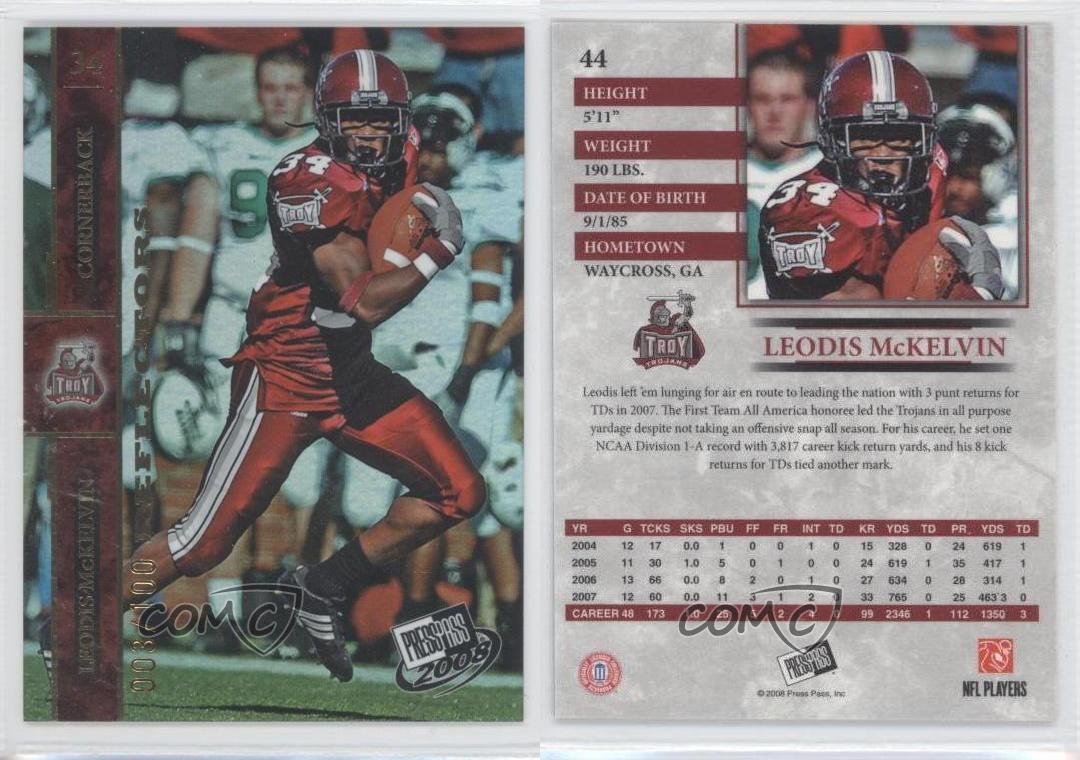 34
CORNERBACK
TROY
TROJANS
LEODIS McKELVIN
003/100
REFLECTORS
34
TROY
9
PRESS PASS
2008
COMC
44
HEIGHT
5'11"
WEIGHT
190 LBS.
DATE OF BIRTH
9/1/85
HOMETOWN
WAYCROSS, GA
34
TROY
TROY
TROJANS
LEODIS McKELVIN
Leodis left 'em lunging for air en route to leading the nation with 3 punt returns for
TDs in 2007. The First Team All America honoree led the Trojans in all purpose
yardage despite not taking an offensive snap all season. For his career, he set one
NCAA Division 1-A record with 3,817 career kick return yards, and his 8 kick
returns for TDs tied another mark.
YR G TCKS SKS PBU FF FR INT TD KR YDS TD PR. YDS TD
2004 12 17 0.0 1 0 0 1 0 15 328 0 24 619 1
2005 11 30 1.0 5 0 1 0 0 24 619 1 35 417 1
2006 13 66 0.0 8 2 0 1 0 27 634 0 28 314 1
2007 12 60 0.0 11 3 1 2 0 33 765 0 25 463 3 0
CAREER 48 173 25 2 4 99 2346 1 112 1350 3
COMC
PRESS PASS
© 2008 Press Pass, Inc
NFL PLAYERS